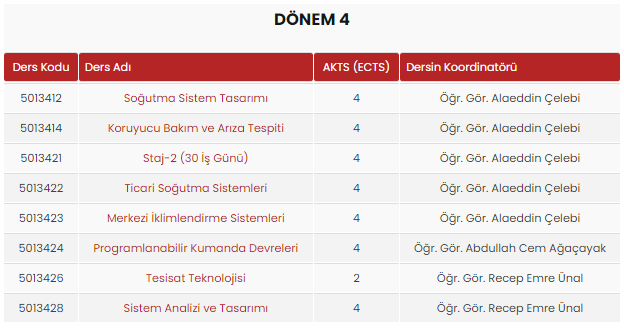 DÖNEM 4
Ders Kodu Ders Adı AKTS (ECTS) Dersin Koordinatörü
5013412 Soğutma Sistem Tasarımı 4 Öğr. Gör. Alaeddin Çelebi
5013414 Koruyucu Bakım ve Arıza Tespiti 4 Öğr. Gör. Alaeddin Çelebi
5013421 Staj-2 (30 İş Günü) 4 Öğr. Gör. Alaeddin Çelebi
5013422 Ticari Soğutma Sistemleri 4 Öğr. Gör. Alaeddin Çelebi
5013423 Merkezi İklimlendirme Sistemleri 4 Öğr. Gör. Alaeddin Çelebi
5013424 Programlanabilir Kumanda Devreleri 4 Öğr. Gör. Abdullah Cem Ağaçayak
5013426 Tesisat Teknolojisi 2 Öğr. Gör. Recep Emre Ünal
5013428 Sistem Analizi ve Tasarımı 4 Öğr. Gör. Recep Emre Ünal